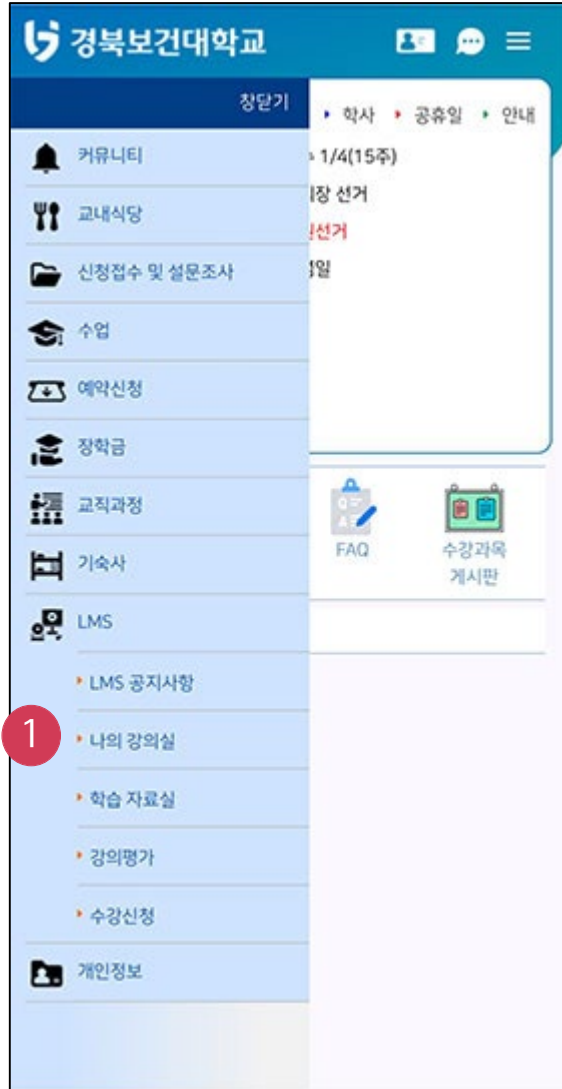 경북보건대학교
창닫기
학사 공휴일 안내
커뮤니티
1/4(15주)
장 선거
교내식당
선거
신청접수 및 설문조사
일
수업
예약신청
장학금
교직과정
FAQ
수강과목
게시판
기숙사
LMS
LMS 공지사항
1
나의 강의실
학습 자료실
강의평가
수강신청
개인정보